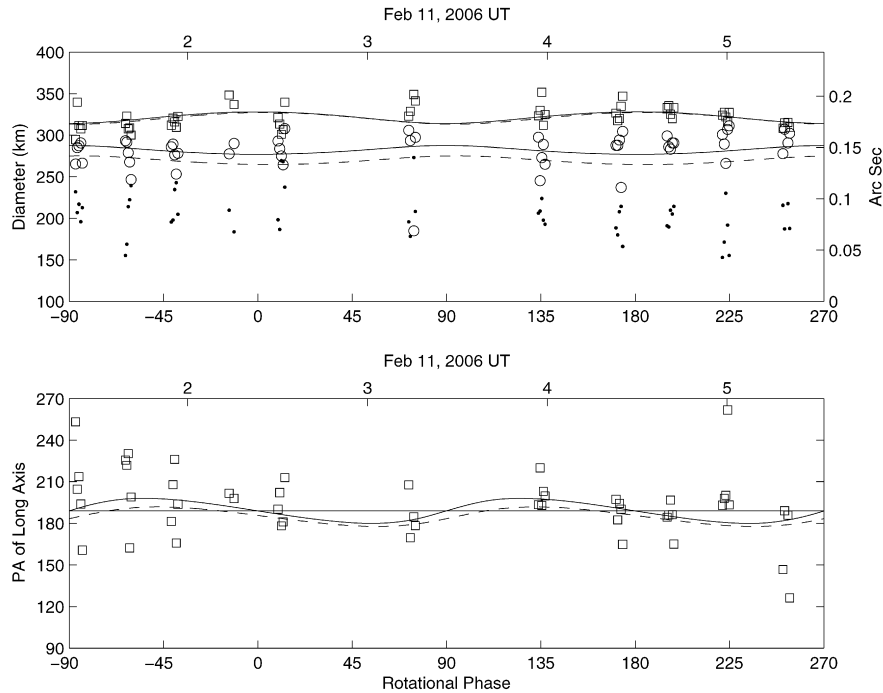 Feb 11, 2006 UT
2 3 4 5
400
350
300
250
200
150
100
Diameter (km)
0.2
0.15
0.1
0.05
0
Arc Sec
−90 −45 0 45 90 135 180 225 270
Feb 11, 2006 UT
2 3 4 5
270
240
210
180
150
120
90
PA of Long Axis
−90 −45 0 45 90 135 180 225 270
Rotational Phase